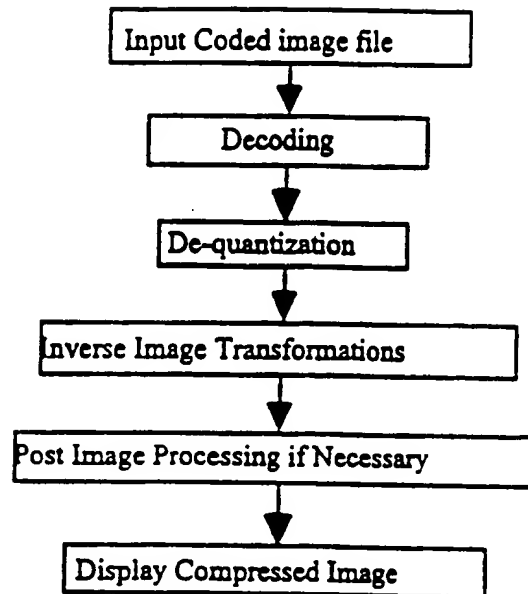 Input Coded image file
Decoding
De-quantization
Inverse Image Transformations
Post Image Processing if Necessary
Display Compressed Image